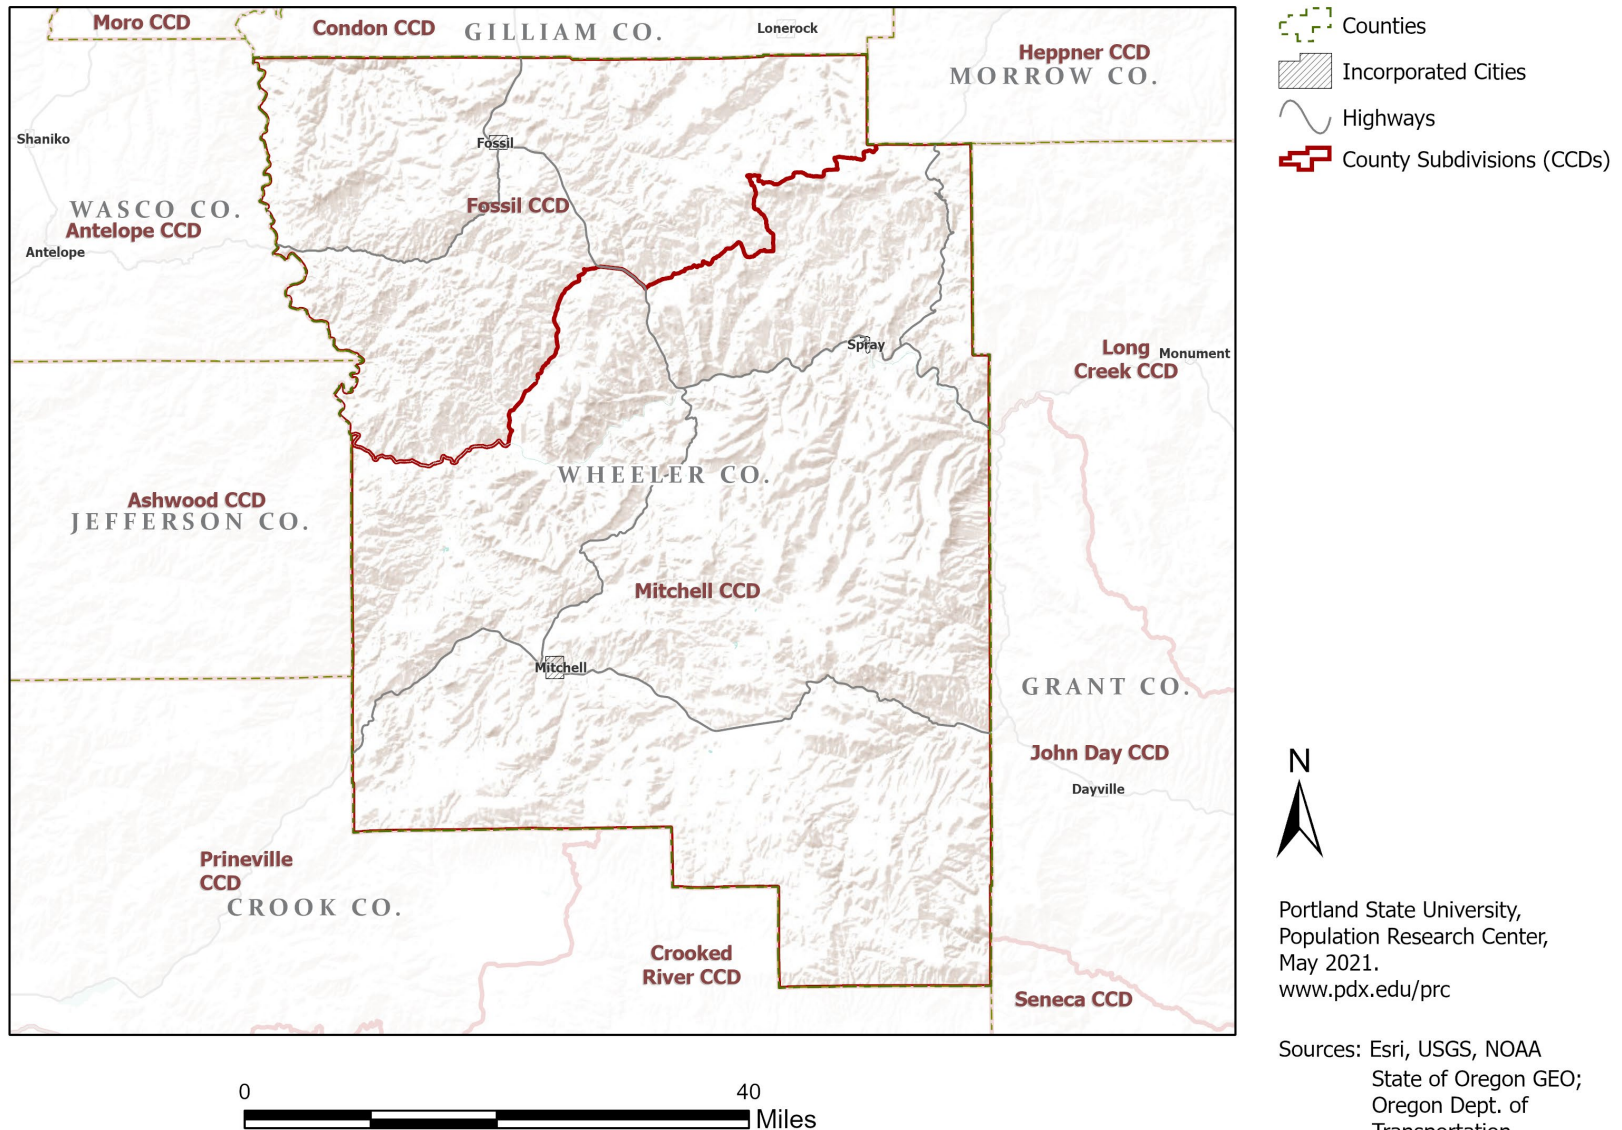 Moro CCD
Condon CCD
GILLIAM CO.
Lonerock
Heppner CCD
MORROW CO.
Shaniko
Fossil
WASCO CO.
Antelope CCD
Fossil CCD
Antelope
Spray
Long
Creek CCD
Monument
WHEELER CO.
Ashwood CCD
JEFFERSON CO.
Mitchell CCD
Mitchell
GRANT CO.
John Day CCD
Dayville
Prineville
CCD
CROOK CO.
Crooked
River CCD
Seneca CCD
0
40
Miles
Counties
Incorporated Cities
Highways
County Subdivisions (CCDs)
N
Portland State University,
Population Research Center,
May 2021.
www.pdx.edu/prc
Sources: Esri, USGS, NOAA
State of Oregon GEO;
Oregon Dept. of
Transportation